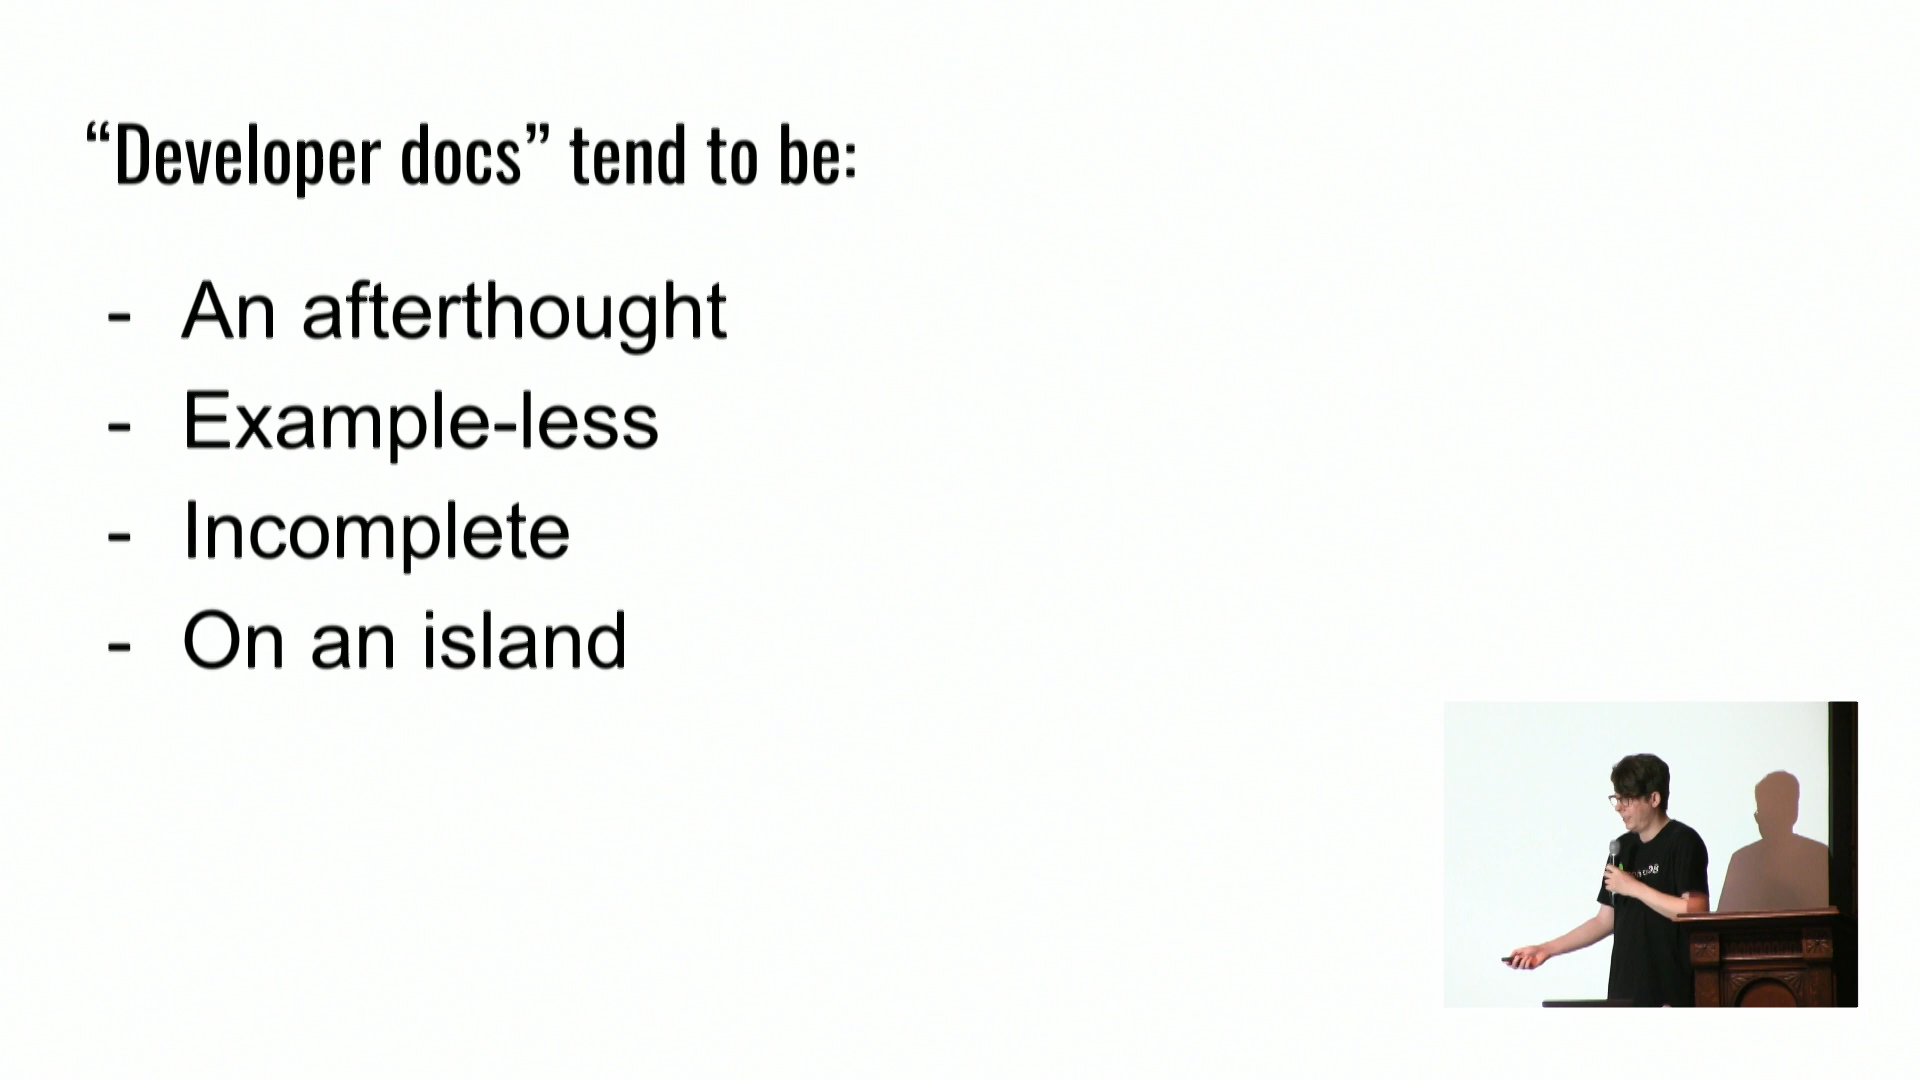 “Developer docs” tend to be:
- An afterthought
- Example-less
- Incomplete
- On an island